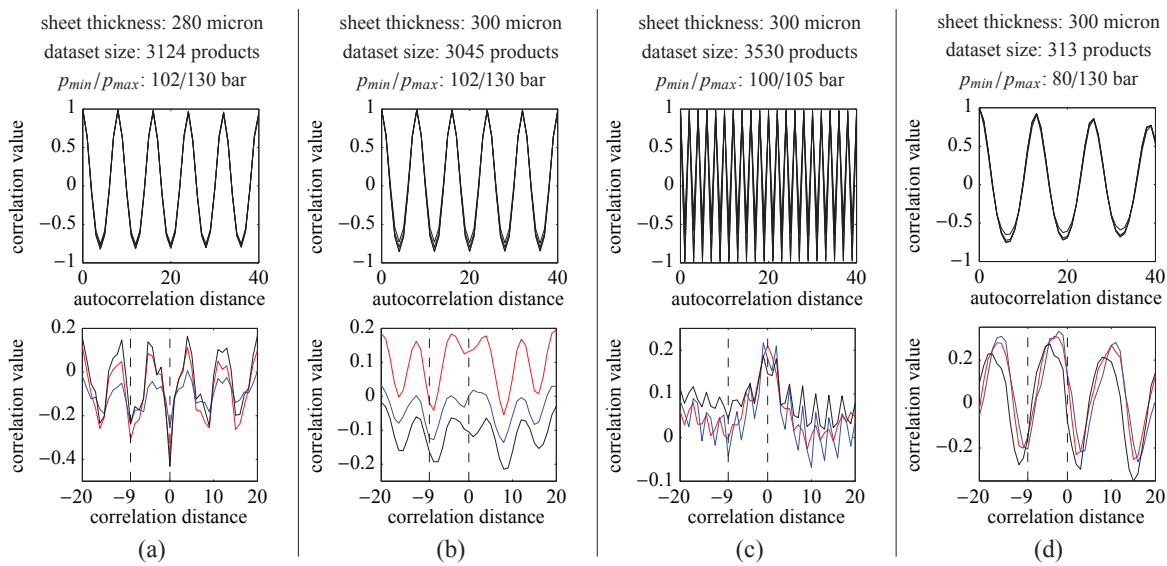 sheet thickness: 280 micron
dataset size: 3124 products
pmin/pmax: 102/130 bar
1
0.5
0
−0.5
−1
correlation value
0 20 40
autocorrelation distance
0.2
0
−0.2
−0.4
correlation value
−20 −9 0 10 20
correlation distance
(a)
sheet thickness: 300 micron
dataset size: 3045 products
pmin/pmax: 102/130 bar
1
0.5
0
−0.5
−1
correlation value
0 20 40
autocorrelation distance
0.2
0.1
0
−0.1
−0.2
correlation value
−20 −9 0 10 20
correlation distance
(b)
sheet thickness: 300 micron
dataset size: 3530 products
pmin/pmax: 100/105 bar
1
0.5
0
−0.5
−1
correlation value
0 20 40
autocorrelation distance
0.2
0.1
0
0.1
correlation value
−20 −9 0 10 20
correlation distance
(c)
sheet thickness: 300 micron
dataset size: 313 products
pmin/pmax: 80/130 bar
1
0.5
0
−0.5
−1
correlation value
0 20 40
autocorrelation distance
0.2
0
−0.2
correlation value
−20 −9 0 10 20
correlation distance
(d)